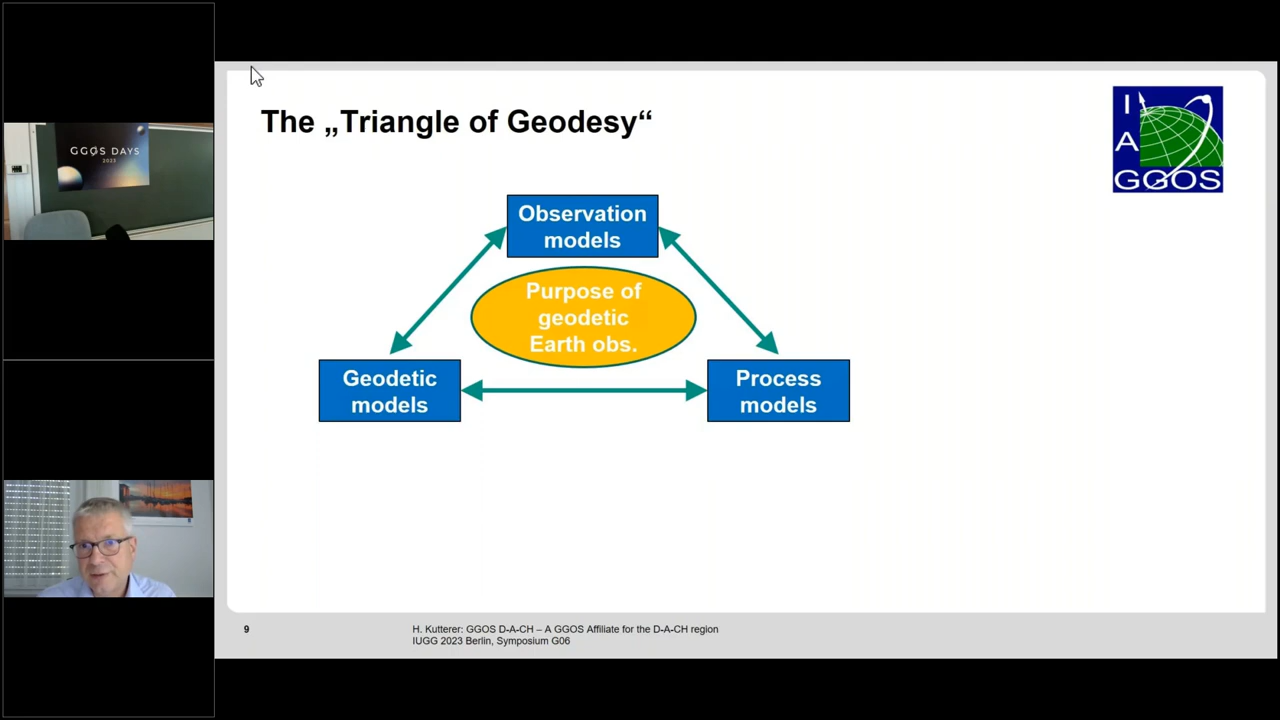 GGOS DAYS
2023
The „Triangle of Geodesy“
I
A
GGOS
Observation
models
Purpose of
geodetic
Earth obs.
Geodetic
models
Process
models
9
H. Kutterer: GGOS D-A-CH – A GGOS Affiliate for the D-A-CH region
IUGG 2023 Berlin, Symposium G06